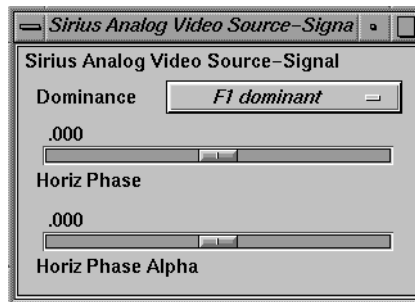 Sirius Analog Video Source-Signa
Sirius Analog Video Source-Signal
Dominance F1 dominant
.000
Horiz Phase
.000
Horiz Phase Alpha